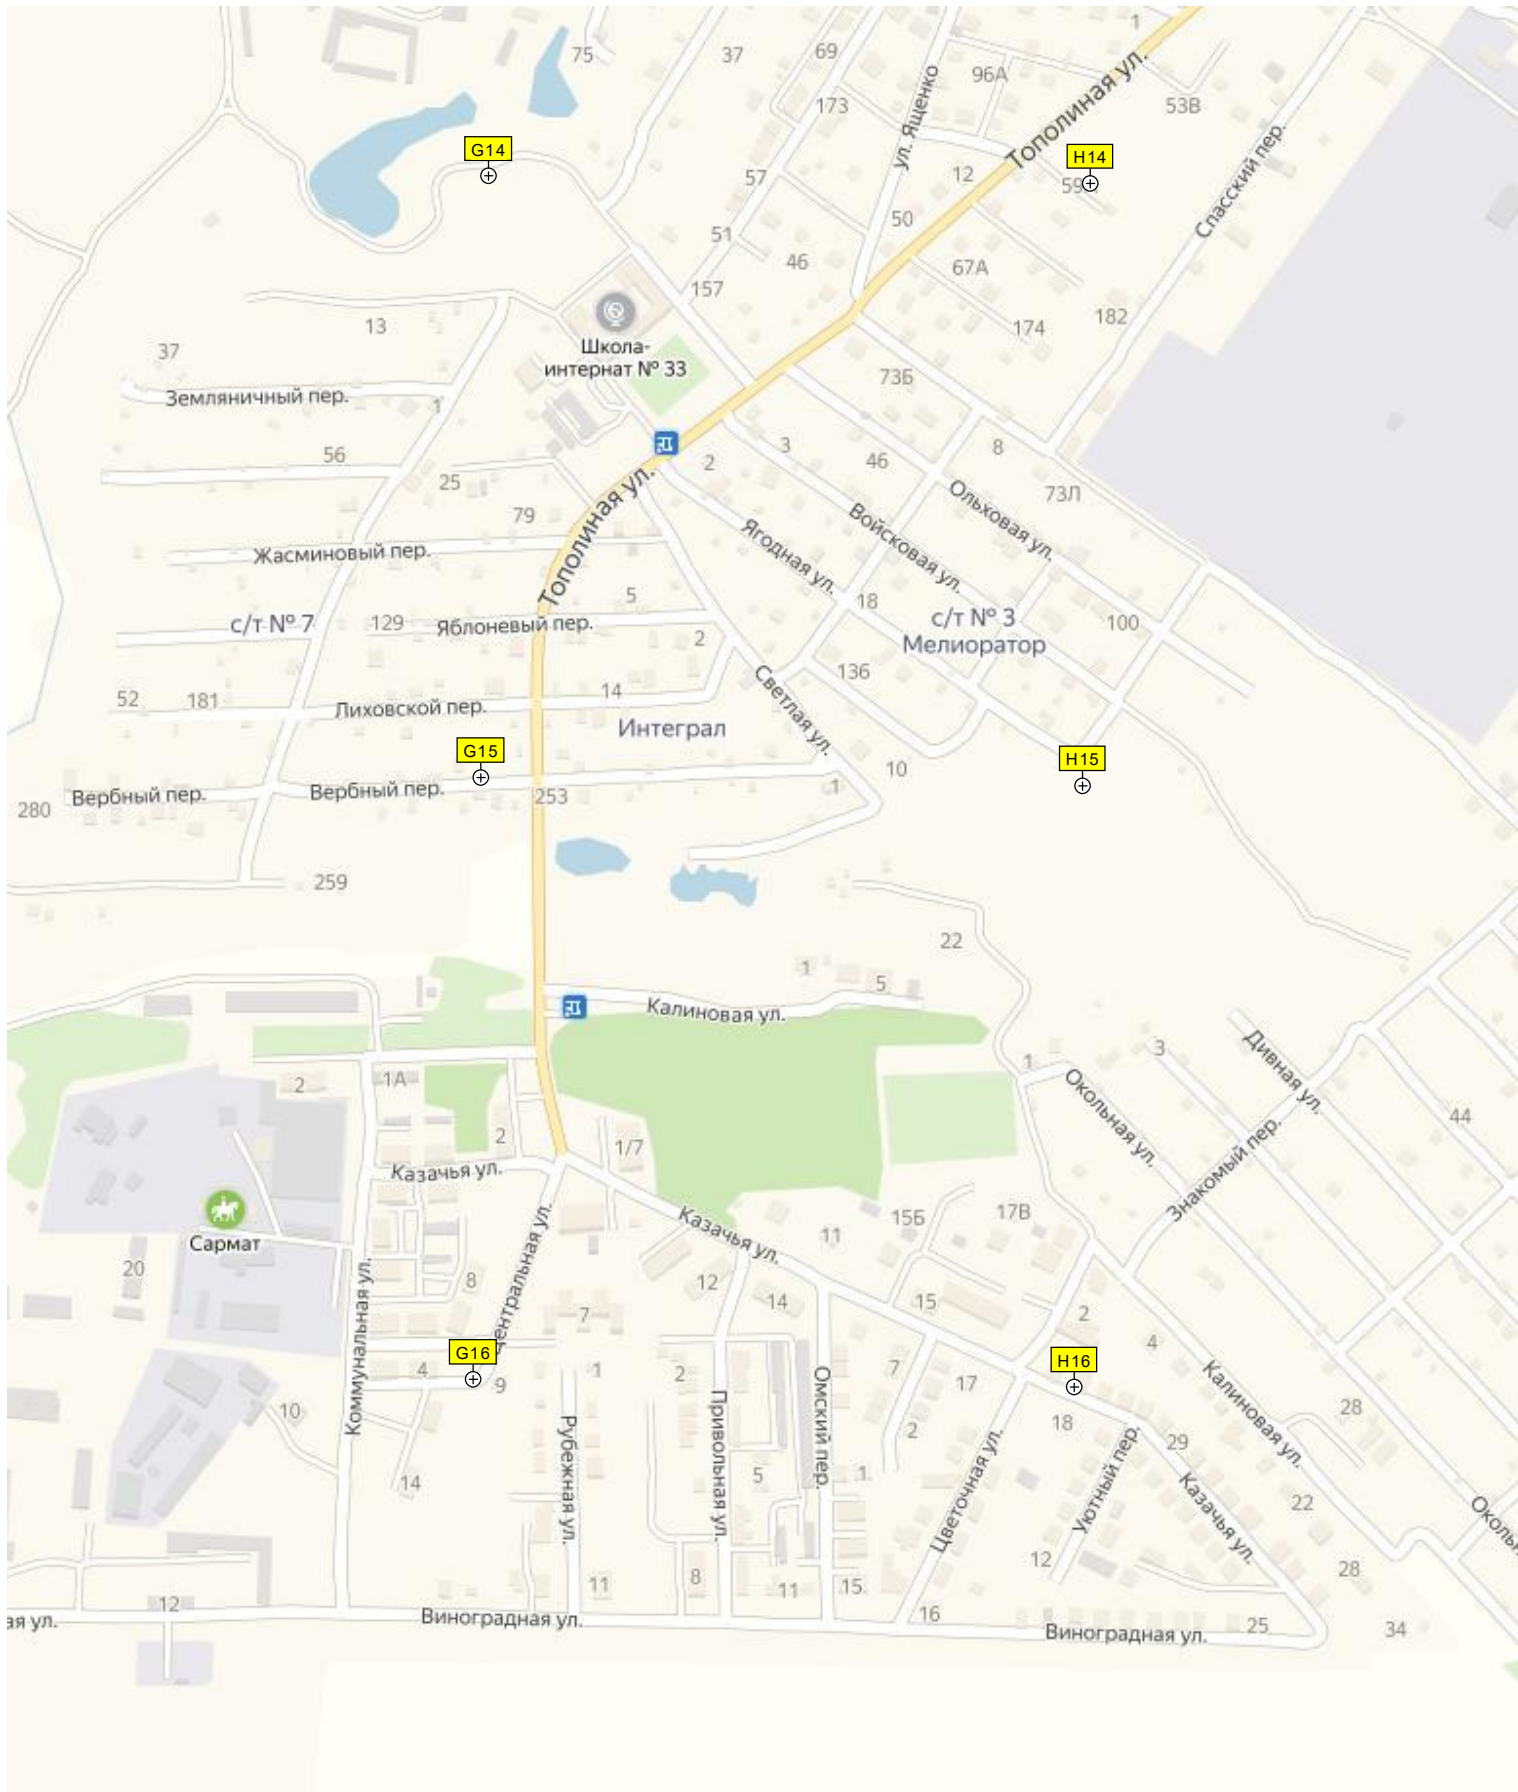 1
75
37
69
96А
Тополиная ул.
173
ул. Ященко
53В
Спасский пер.
G14
H14
57
12
59
50
51
46
67А
157
174
182
13
Школа-
интернат № 33
37
73Б
Земляничный пер.
1
3
8
56
2
46
25
73Л
Ольховая ул.
79
Тополиная ул.
Войсковая ул.
Ягодная ул.
Жасминовый пер.
5
18
с/т № 7
129
Яблоневый пер.
с/т № 3
Мелиоратор
100
2
136
52
181
14
Светлая ул.
Лиховской пер.
Интеграл
G15
H15
10
1
Вербный пер.
Вербный пер.
253
280
259
22
1
5
Калиновая ул.
Дивная ул.
3
1
2
1А
Окольная ул.
44
2
1/7
Знакомый пер.
Казачья ул.
Казачья ул.
15Б
17В
11
Сармат
20
Центральная ул.
8
12
14
15
2
7
Коммунальная ул.
4
G16
H16
4
9
1
2
Омский пер.
7
17
Калиновая ул.
10
Рубежная ул.
Привольная ул.
2
18
28
29
Цветочная ул.
Уютный пер.
Казачья ул.
14
5
1
22
Окольн
12
28
11
8
11
15
12
16
ая ул.
Виноградная ул.
25
34
Виноградная ул.